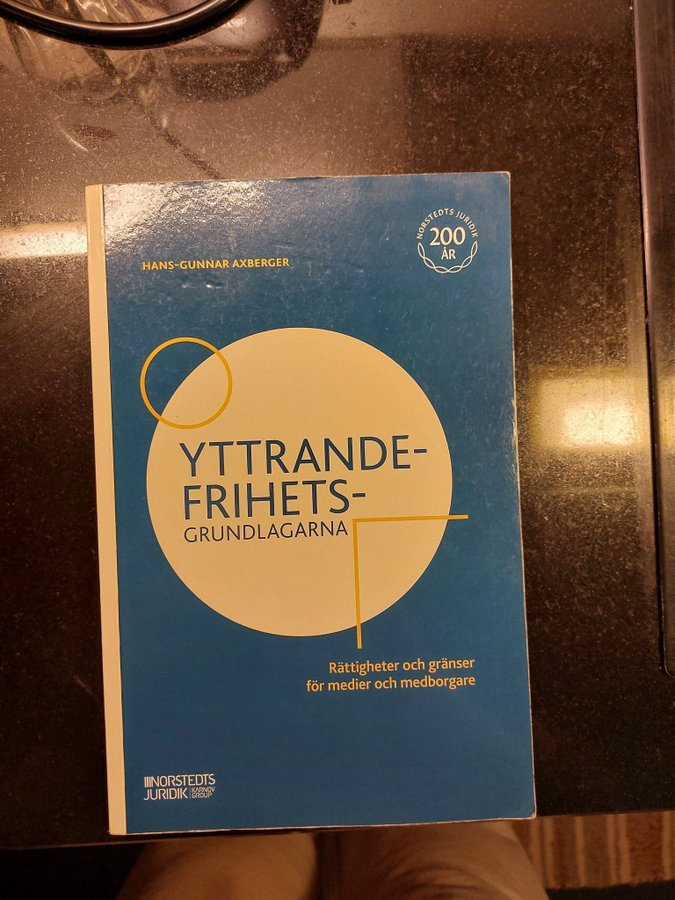 HANS-GUNNAR AXBERGER
NORSTEDTS JURIDIK
200
ÅR
YTTRANDE-
FRIHETS-
GRUNDLAGARNA
Rättigheter och gränser
för medier och medborgare
NORSTEDTS
JURIDIK
KARNOV
GROUP